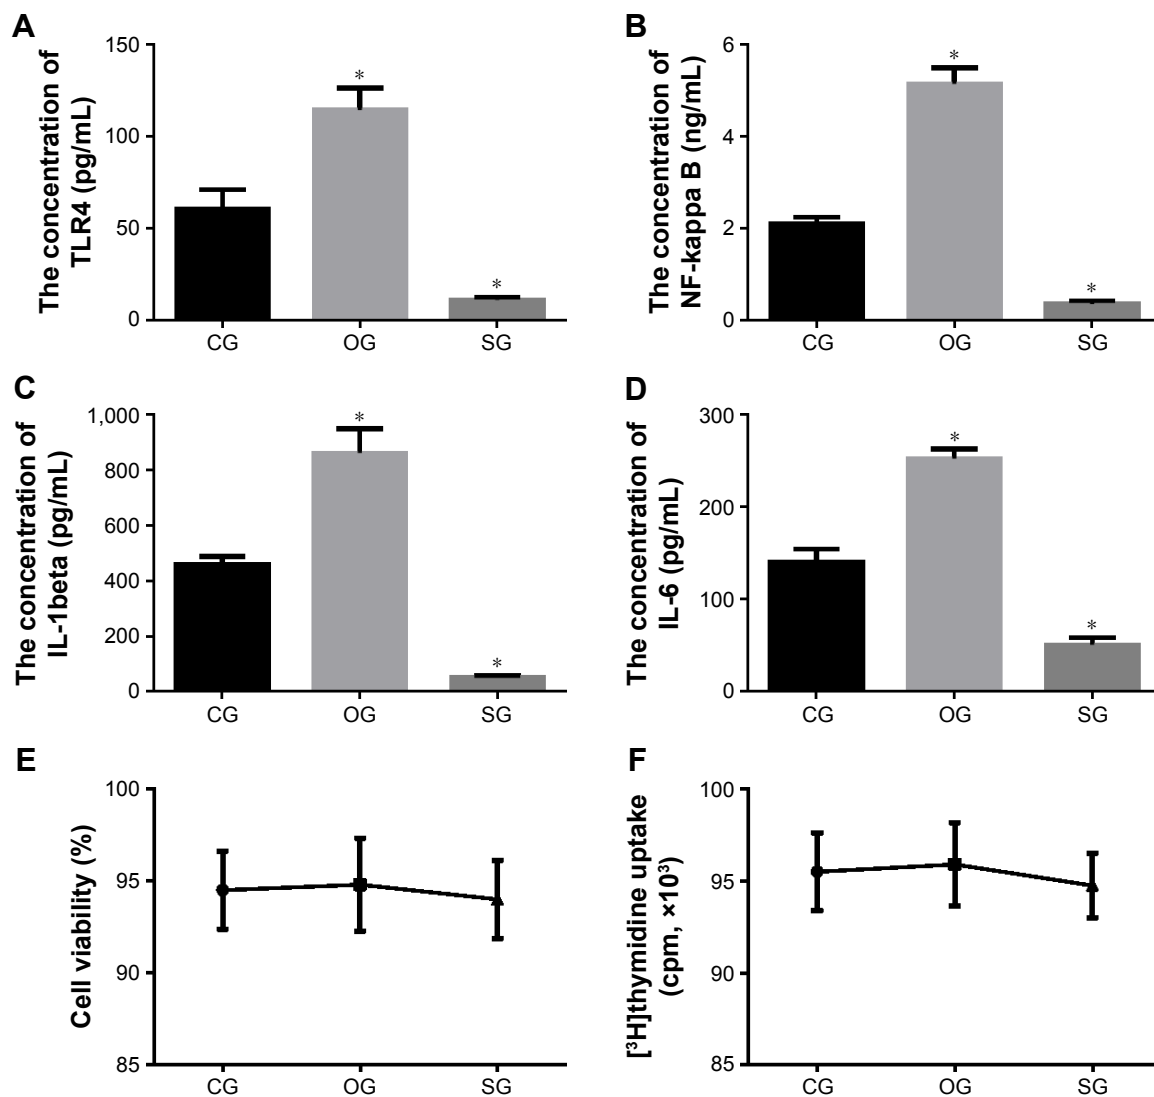 A
The concentration of
TLR4 (pg/mL)
150
100
50
0
*
*
CG
OG
SG
B
The concentration of
NF-kappa B (ng/mL)
6
4
2
0
*
*
CG
OG
SG
C
The concentration of
IL-1beta (pg/mL)
1,000
800
600
400
200
0
*
*
CG
OG
SG
D
The concentration of
IL-6 (pg/mL)
300
200
100
0
*
*
CG
OG
SG
E
Cell viability (%)
100
95
90
85
CG
OG
SG
F
[³H]thymidine uptake
(cpm, ×10³)
100
95
90
85
CG
OG
SG